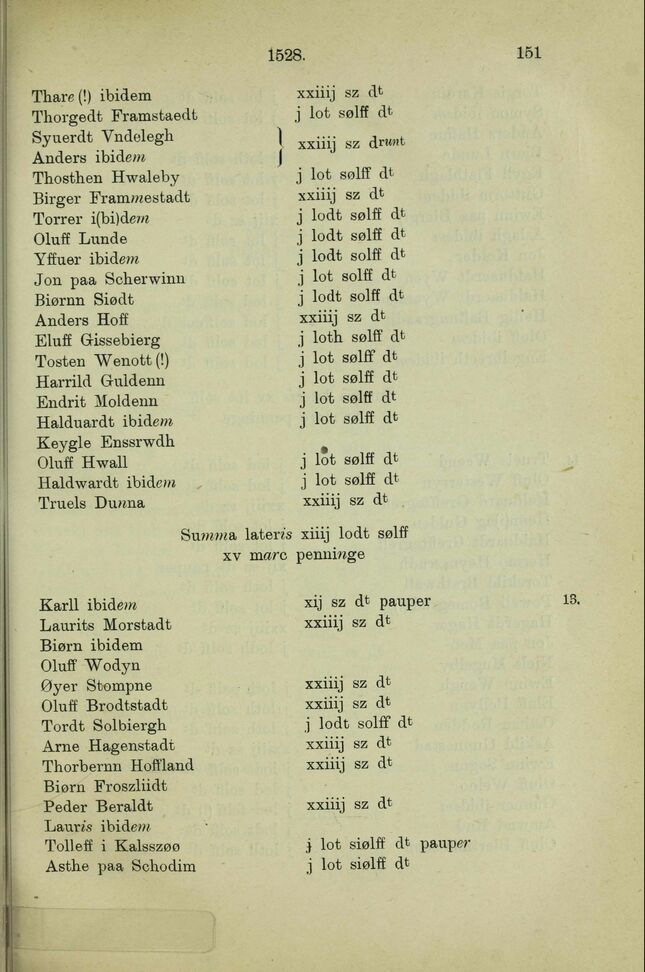 1528. 151
Thare (!) ibidem xxiiij sz dt
Thorgedt Framstaedt j lot sølff dt
Syuerdt Vndelegh
Anders ibidem } xxiiij sz drunt
Thosthen Hwaleby j lot sølff dt
Birger Frammestadt xxiiij sz dt
Torrer i(bi)dem j lodt sølff dt
Oluff Lunde j lodt sølff dt
Yffuer ibidem j lodt solff dt
Jon paa Scherwinn j lot solff dt
Biørnn Siødt j lodt solff dt
Anders Hoff xxiiij sz dt
Eluff Gissebierg j loth sølff dt
Tosten Wenott (!) j lot sølff dt
Harrild Guldenn j lot sølff dt
Endrit Moldenn j lot sølff dt
Halduardt ibidem j lot sølff dt
Keygle Enssrwdh
Oluff Hwall j lot sølff dt
Haldwardt ibidem j lot sølff dt
Truels Dunna xxiiij sz dt
Summa lateris xiiij lodt sølff
xv marc penninge
Karll ibidem xij sz dt pauper 13.
Laurits Morstadt xxiiij sz dt
Biørn ibidem
Oluff Wodyn
Øyer Stompne xxiiij sz dt
Oluff Brodtstadt xxiiij sz dt
Tordt Solbiergh j lodt solff dt
Arne Hagenstadt xxiiij sz dt
Thorbernn Hoffland xxiiij sz dt
Biørn Froszliidt
Peder Beraldt xxiiij sz dt
Lauris ibidem
Tolleff i Kalsszøø j lot siølff dt pauper
Asthe paa Schodim j lot siølff dt